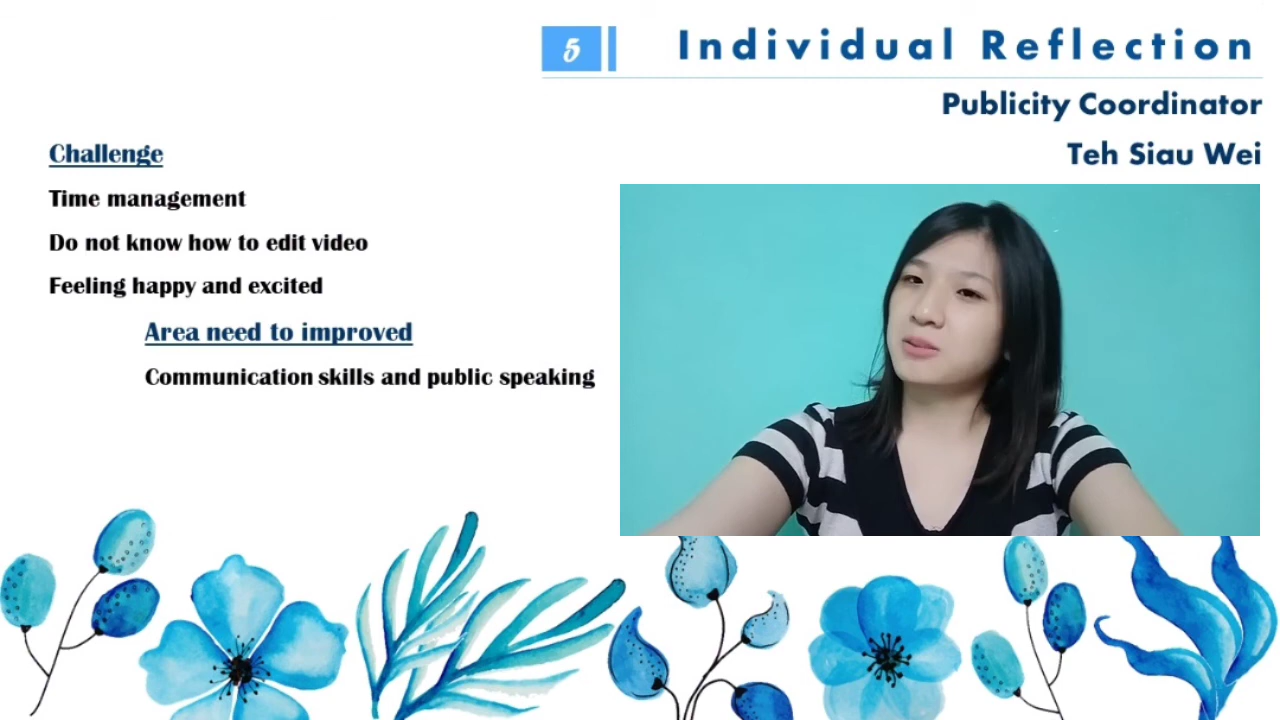 5 Individual Reflection
Publicity Coordinator
Teh Siau Wei
Challenge
Time management
Do not know how to edit video
Feeling happy and excited
Area need to improved
Communication skills and public speaking